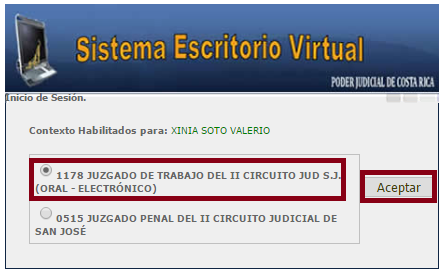 Sistema Escritorio Virtual
PODER JUDICIAL DE COSTA RICA
Inicio de Sesión.
Contexto Habilitados para: XINIA SOTO VALERIO
1178 JUZGADO DE TRABAJO DEL II CIRCUITO JUD S.J.
(ORAL - ELECTRÓNICO)
Aceptar
0515 JUZGADO PENAL DEL II CIRCUITO JUDICIAL DE
SAN JOSÉ